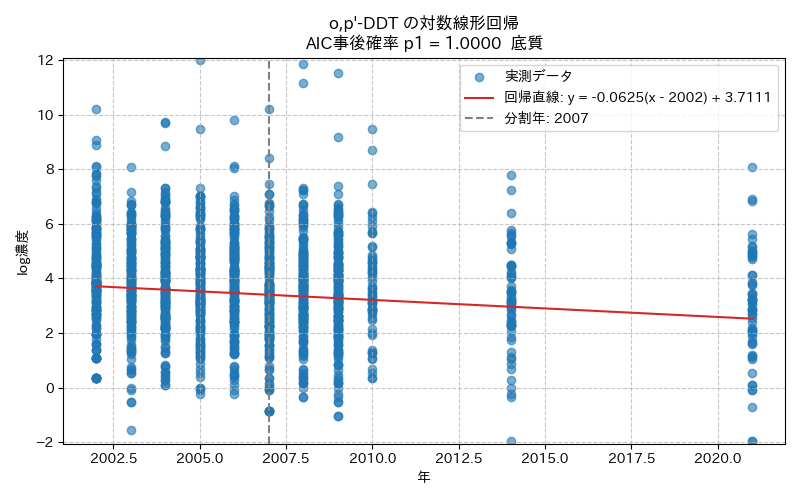 o,p'-DDT の対数線形回帰
AIC事後確率 p1 = 1.0000  底質
実測データ
回帰直線: y = -0.0625(x - 2002) + 3.7111
分割年: 2007
log濃度
12
10
8
6
4
2
0
−2
2002.5 2005.0 2007.5 2010.0 2012.5 2015.0 2017.5 2020.0
年